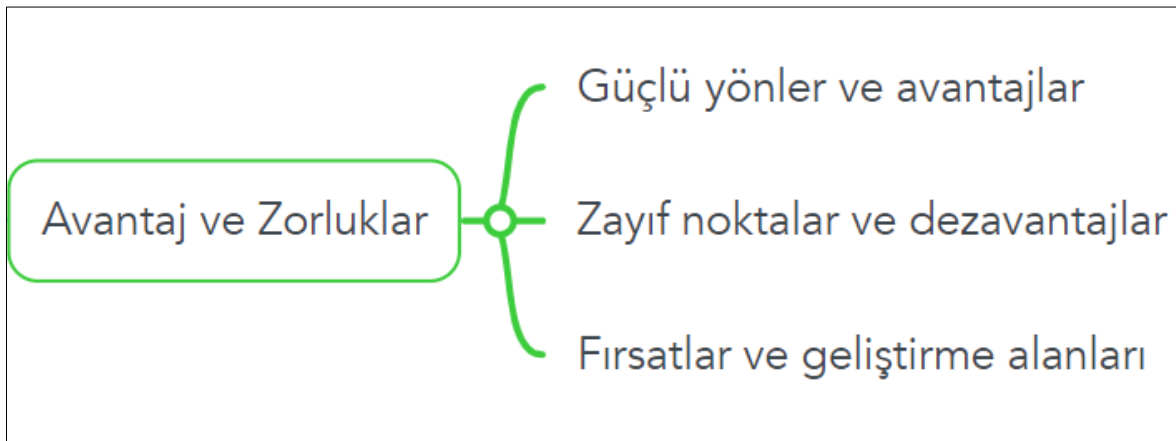 Avantaj ve Zorluklar
Güçlü yönler ve avantajlar
Zayıf noktalar ve dezavantajlar
Fırsatlar ve geliştirme alanları